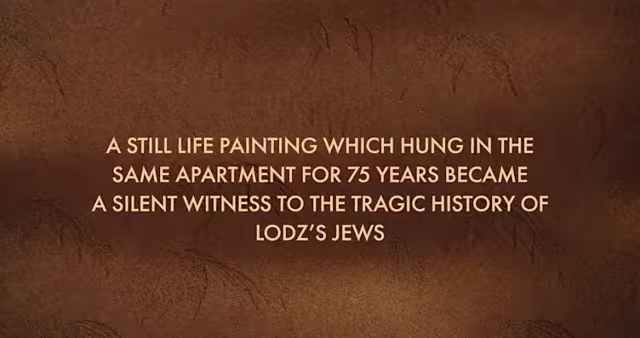 A STILL LIFE PAINTING WHICH HUNG IN THE
SAME APARTMENT FOR 75 YEARS BECAME
A SILENT WITNESS TO THE TRAGIC HISTORY OF
LODZ'S JEWS